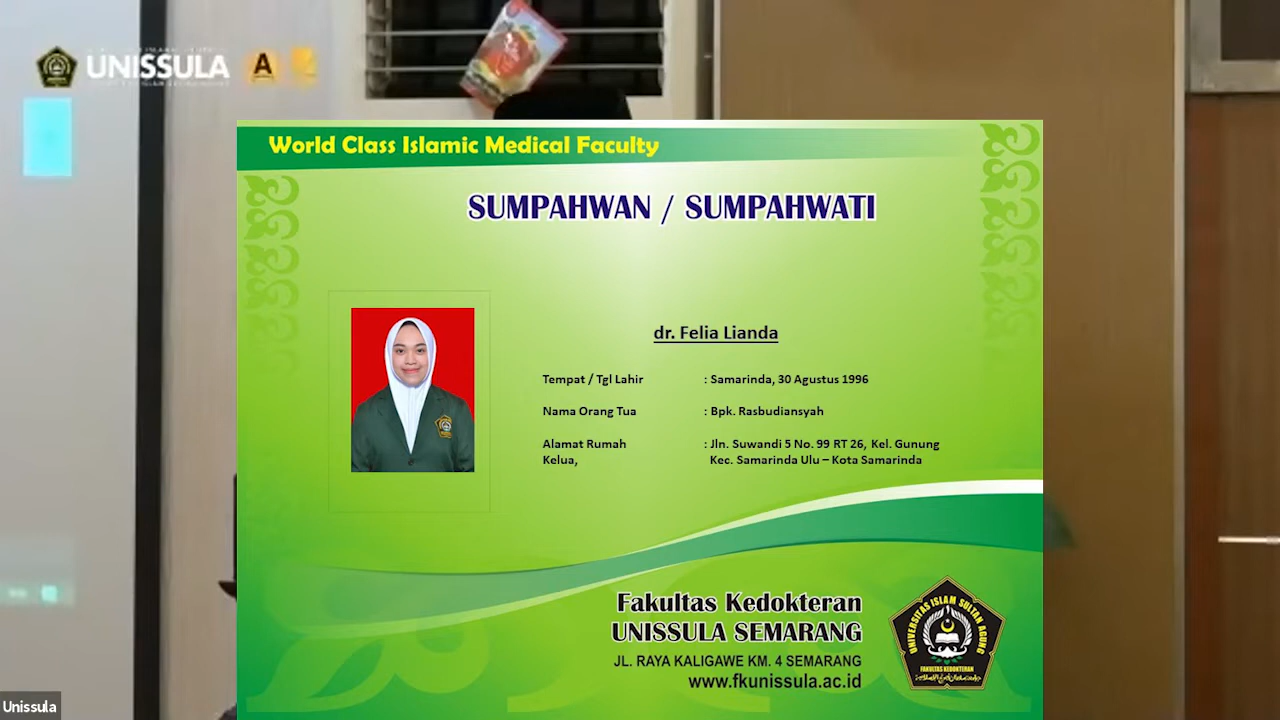 UNISSULA
A
World Class Islamic Medical Faculty
SUMPAHWAN / SUMPAHWATI
dr. Felia Lianda
Tempat / Tgl Lahir : Samarinda, 30 Agustus 1996
Nama Orang Tua : Bpk. Rasbudiansyah
Alamat Rumah : Jln. Suwandi 5 No. 99 RT 26, Kel. Gunung
Kelua, Kec. Samarinda Ulu – Kota Samarinda
Fakultas Kedokteran
UNISSULA SEMARANG
JL. RAYA KALIGAWE KM. 4 SEMARANG
www.fkunissula.ac.id
UNIVERSITAS ISLAM SULTAN AGUNG
FAKULTAS KEDOKTERAN
Unissula